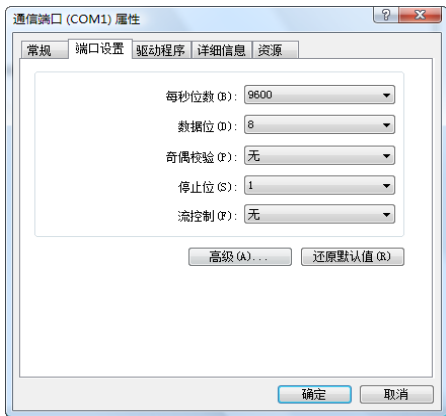 通信端口 (COM1) 属性
常规 端口设置 驱动程序 详细信息 资源
每秒位数(B): 9600
数据位(D): 8
奇偶校验(P): 无
停止位(S): 1
流控制(F): 无
高级(A)... 还原默认值(R)
确定 取消